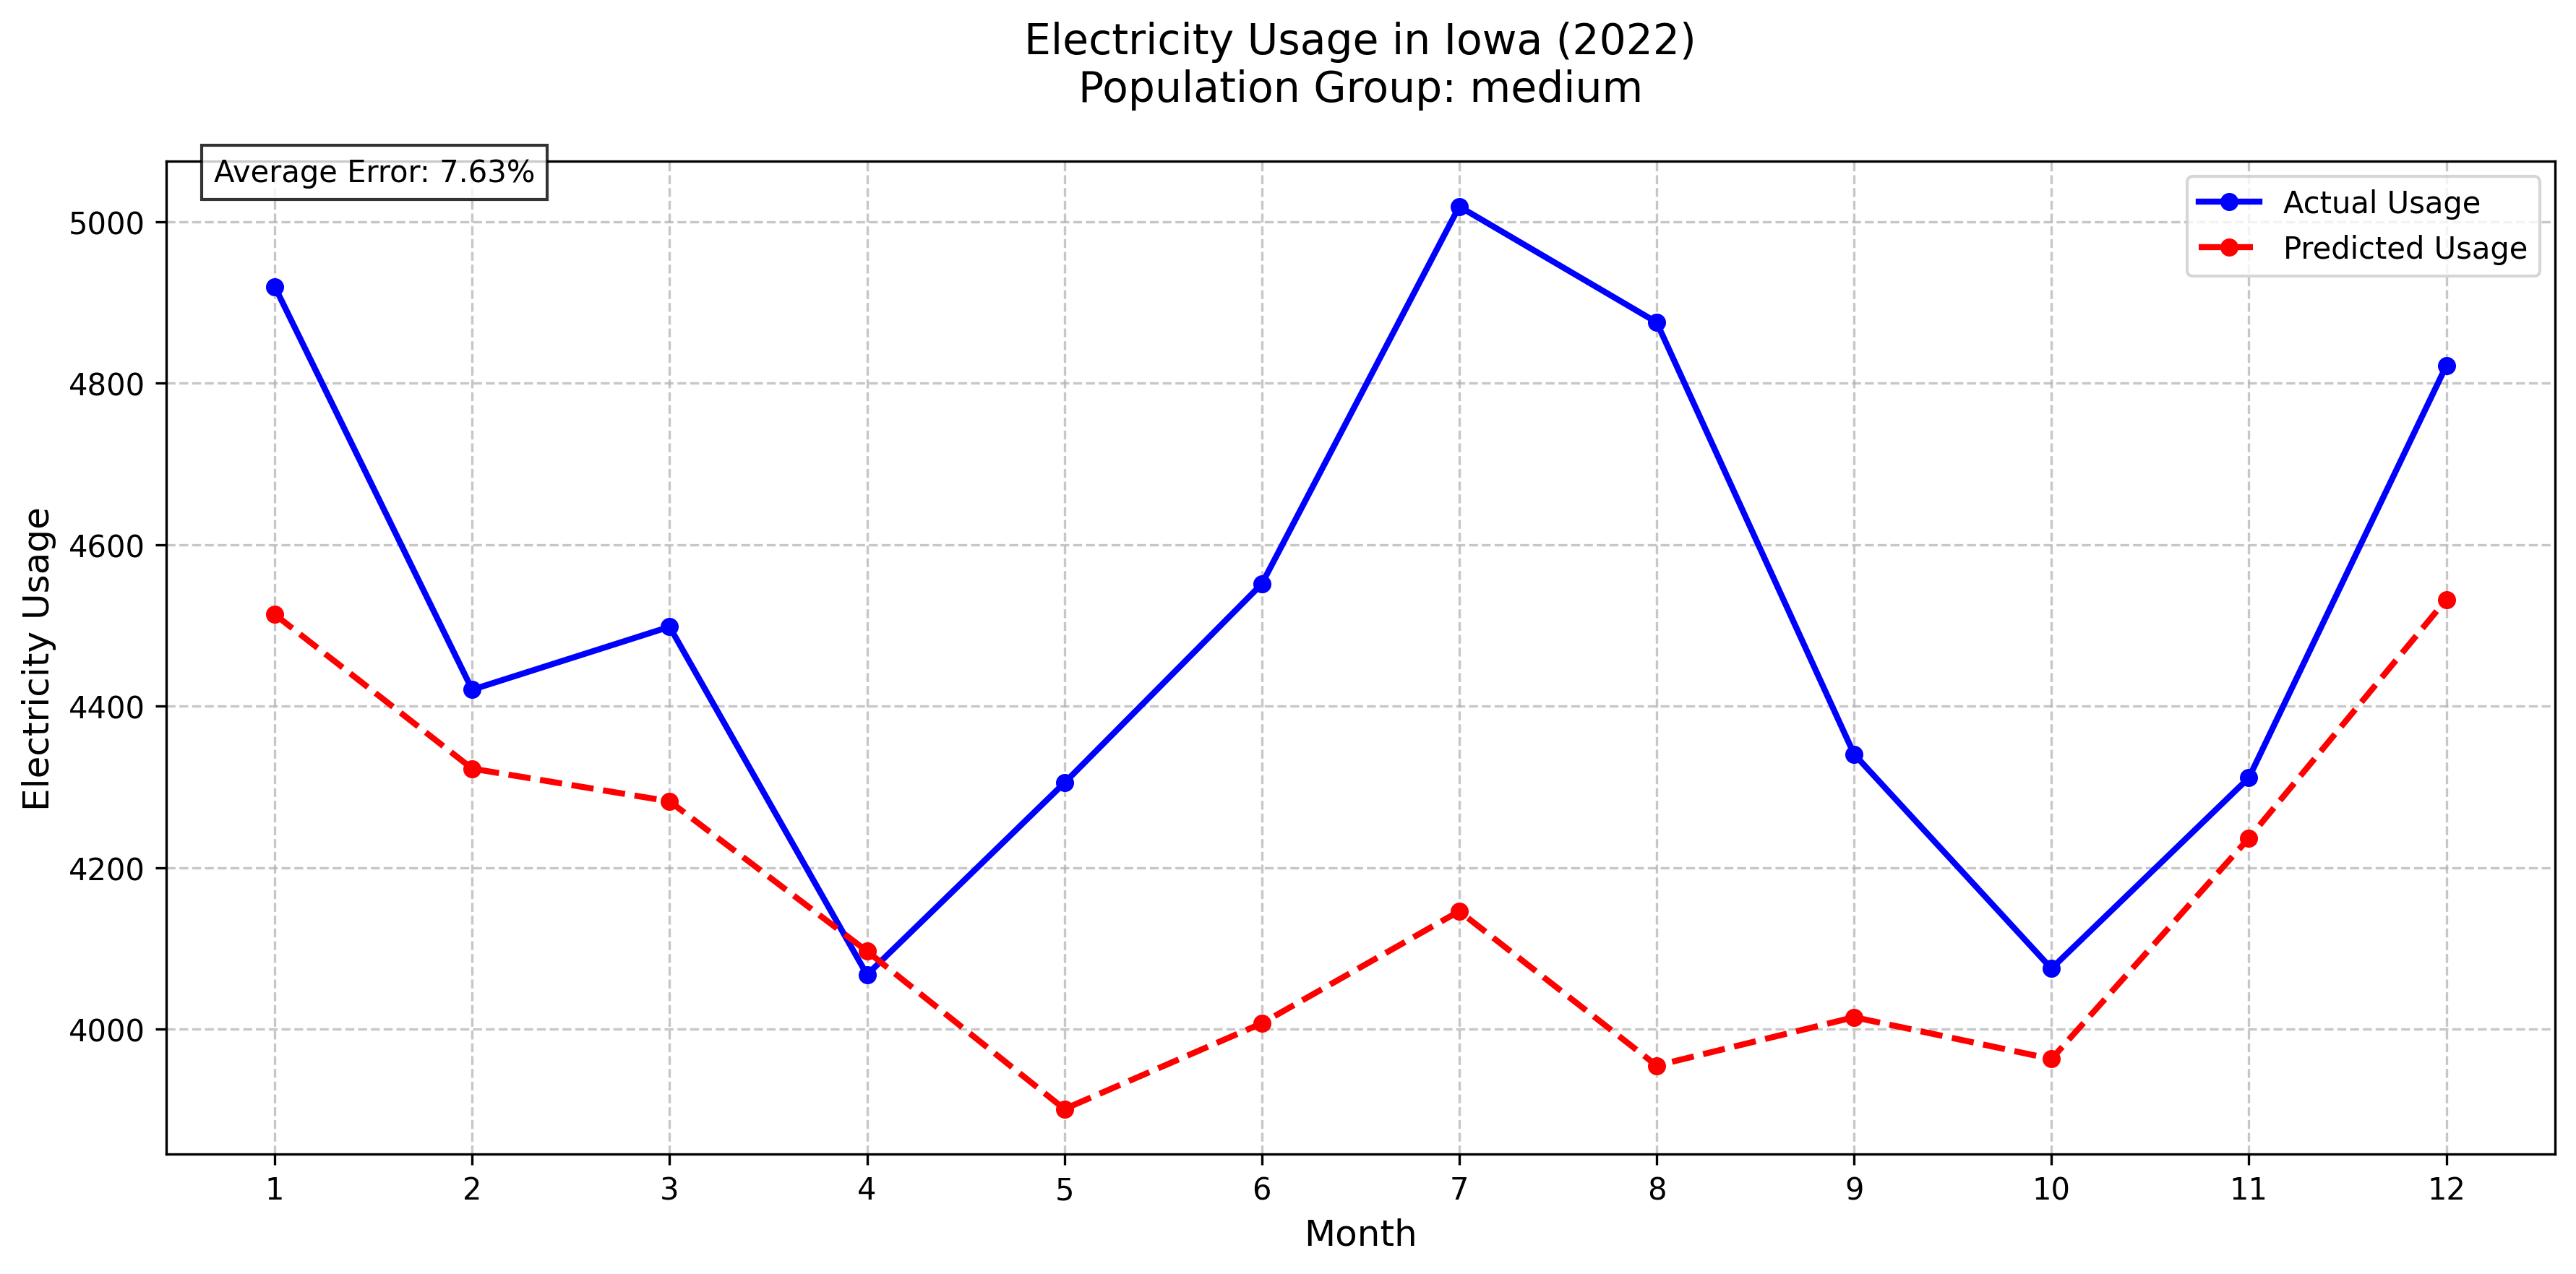 Electricity Usage in Iowa (2022)
Population Group: medium
Average Error: 7.63%
Actual Usage
Predicted Usage
Electricity Usage
5000
4800
4600
4400
4200
4000
1 2 3 4 5 6 7 8 9 10 11 12
Month